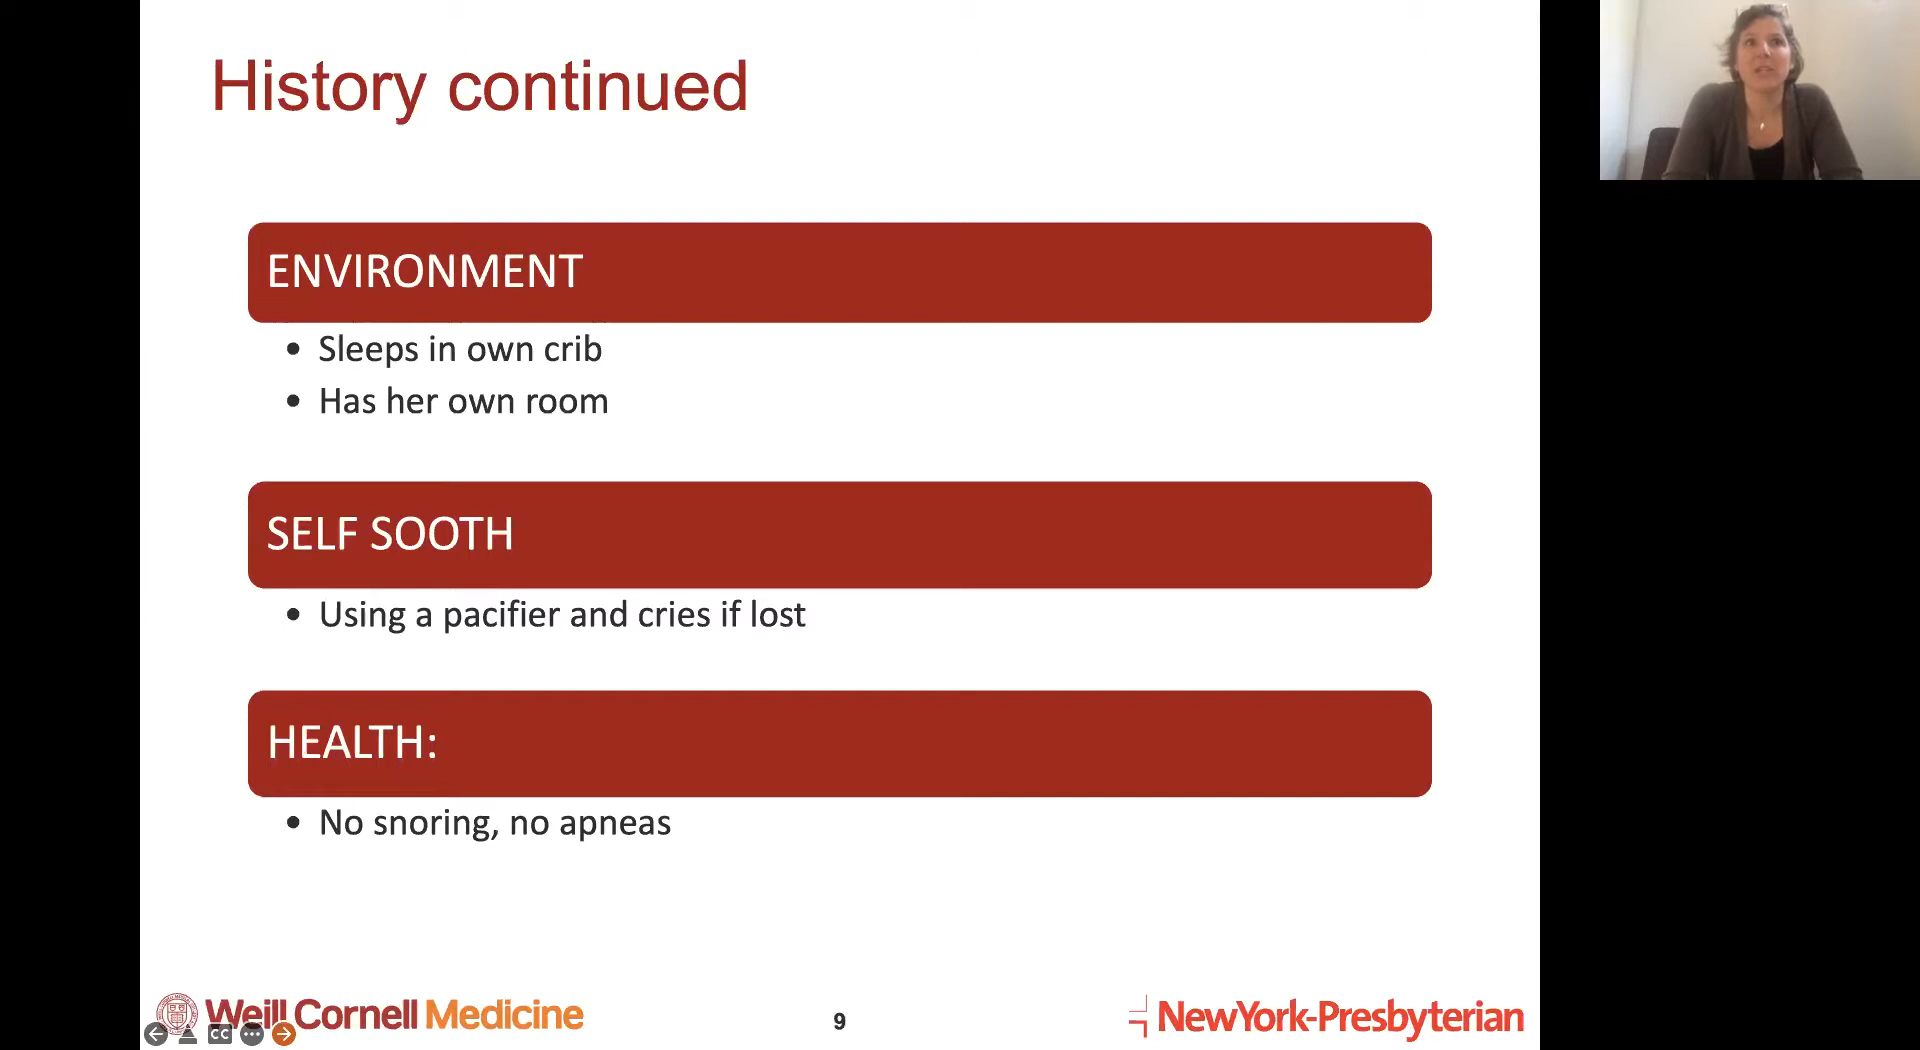 History continued
ENVIRONMENT
• Sleeps in own crib
• Has her own room
SELF SOOTH
• Using a pacifier and cries if lost
HEALTH:
• No snoring, no apneas
Weill Cornell Medicine
CC
9
NewYork-Presbyterian